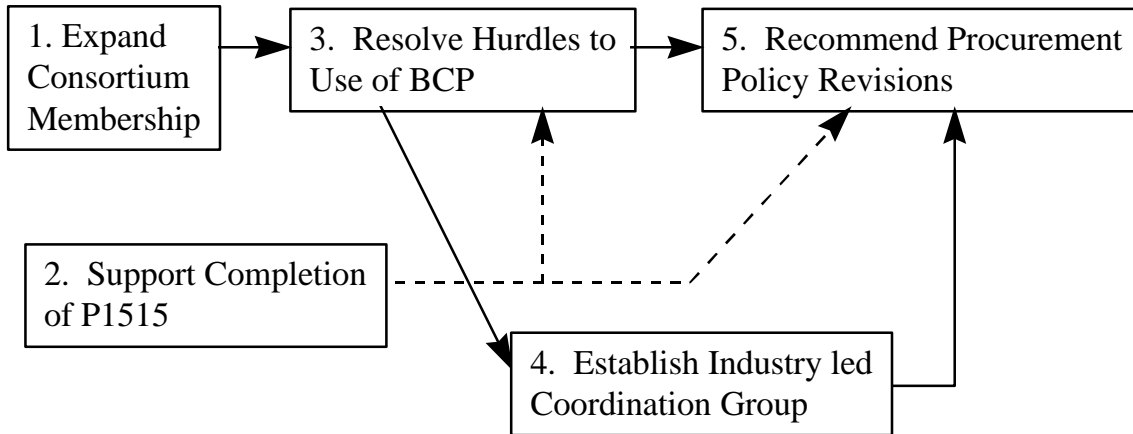 1. Expand
Consortium
Membership
3. Resolve Hurdles to
Use of BCP
5. Recommend Procurement
Policy Revisions
2. Support Completion
of P1515
4. Establish Industry led
Coordination Group